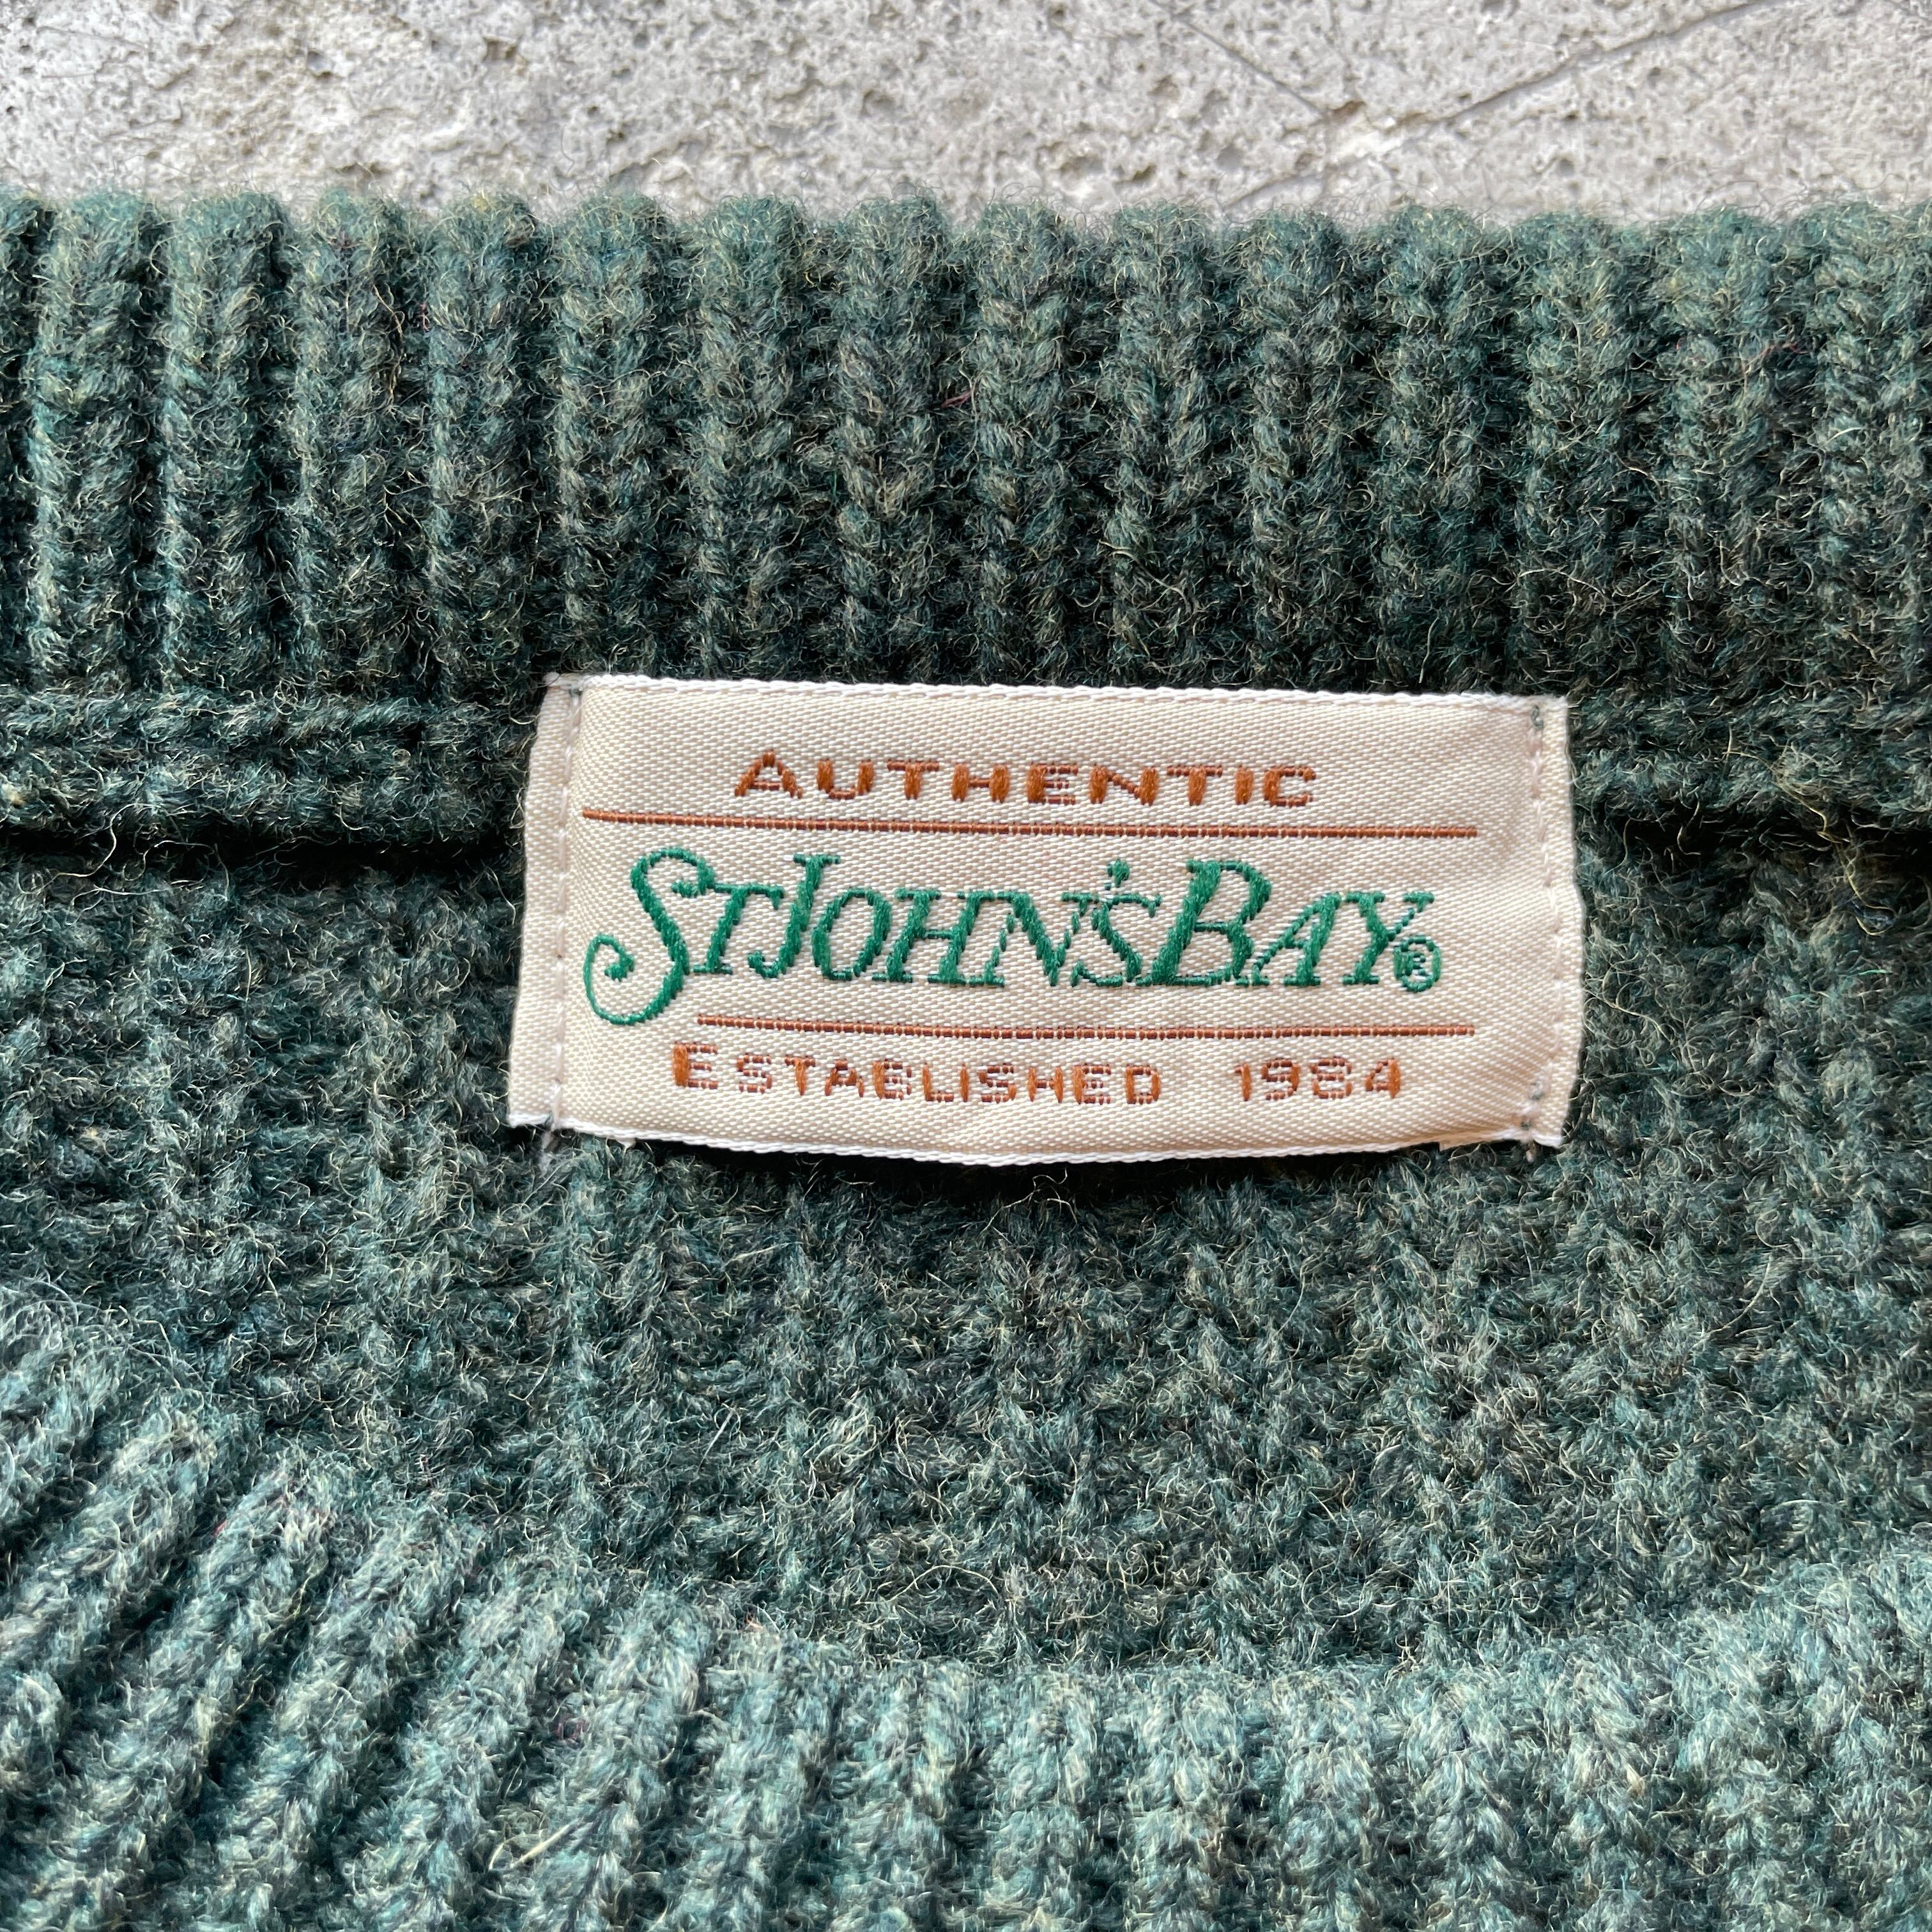 AUTHENTIC
ST JOHN'S BAY®
ESTABLISHED 1984